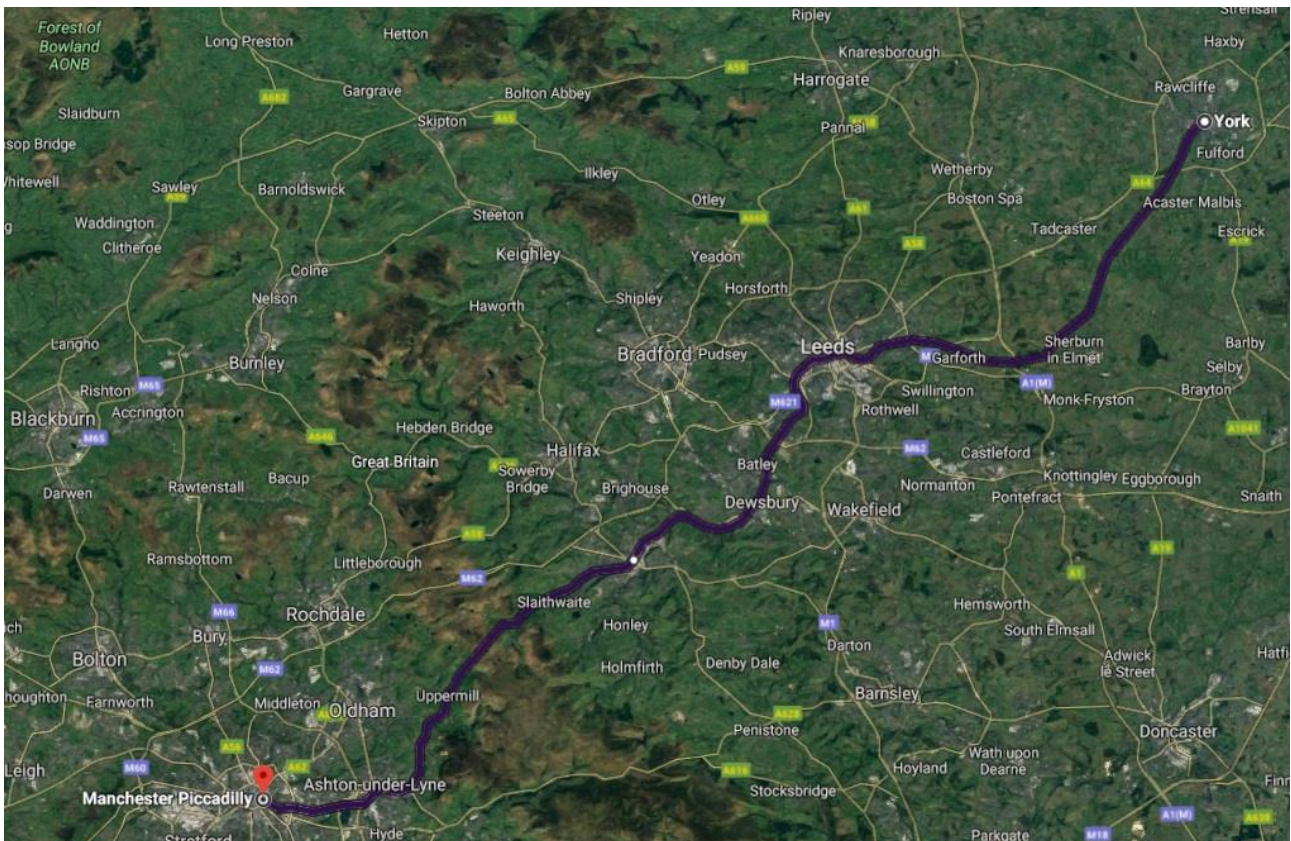 Forest of
Bowland
AONB
Hetton
Ripley
Strensall
Long Preston
Knaresborough
Haxby
A59
Harrogate
Gargrave
Bolton Abbey
Rawcliffe
A682
Slaidburn
Skipton
A65
Pannal
York
Fulford
Whitewell
Sawley
Barnoldswick
Ilkley
Wetherby
A64
A59
Steeton
Otley
A61
Boston Spa
Acaster Malbis
Waddington
A660
Tadcaster
Escrick
Clitheroe
Keighley
Yeadon
A58
A19
Colne
Nelson
Haworth
Shipley
Horsforth
Langho
Burnley
Bradford
Pudsey
Leeds
Garforth
Sherburn
in Elmet
Barlby
Selby
M65
Rishton
Accrington
A1(M)
Swillington
Monk-Fryston
Brayton
Blackburn
M65
A646
Hebden Bridge
M621
Rothwell
A1041
Halifax
M62
Castleford
Great Britain
Sowerby
Bridge
Batley
Knottingley
Eggborough
Darwen
Rawtenstall
Bacup
Brighouse
Dewsbury
Wakefield
Normanton
Pontefract
Snaith
A58
Ramsbottom
Littleborough
M62
A19
A1
Slaithwaite
Hemsworth
M66
Rochdale
Honley
M1
South Elmsall
Bury
Darton
Bolton
M62
Holmfirth
Denby Dale
Adwick
le Street
Farnworth
Middleton
Uppermill
Barnsley
Oldham
A628
Penistone
Doncaster
A56
Wath upon
Dearne
Leigh
M60
A62
A616
Hoyland
Ashton-under-Lyne
Stocksbridge
Manchester Piccadilly
Hyde
A1(M)
M18
Stretford
Parkgate